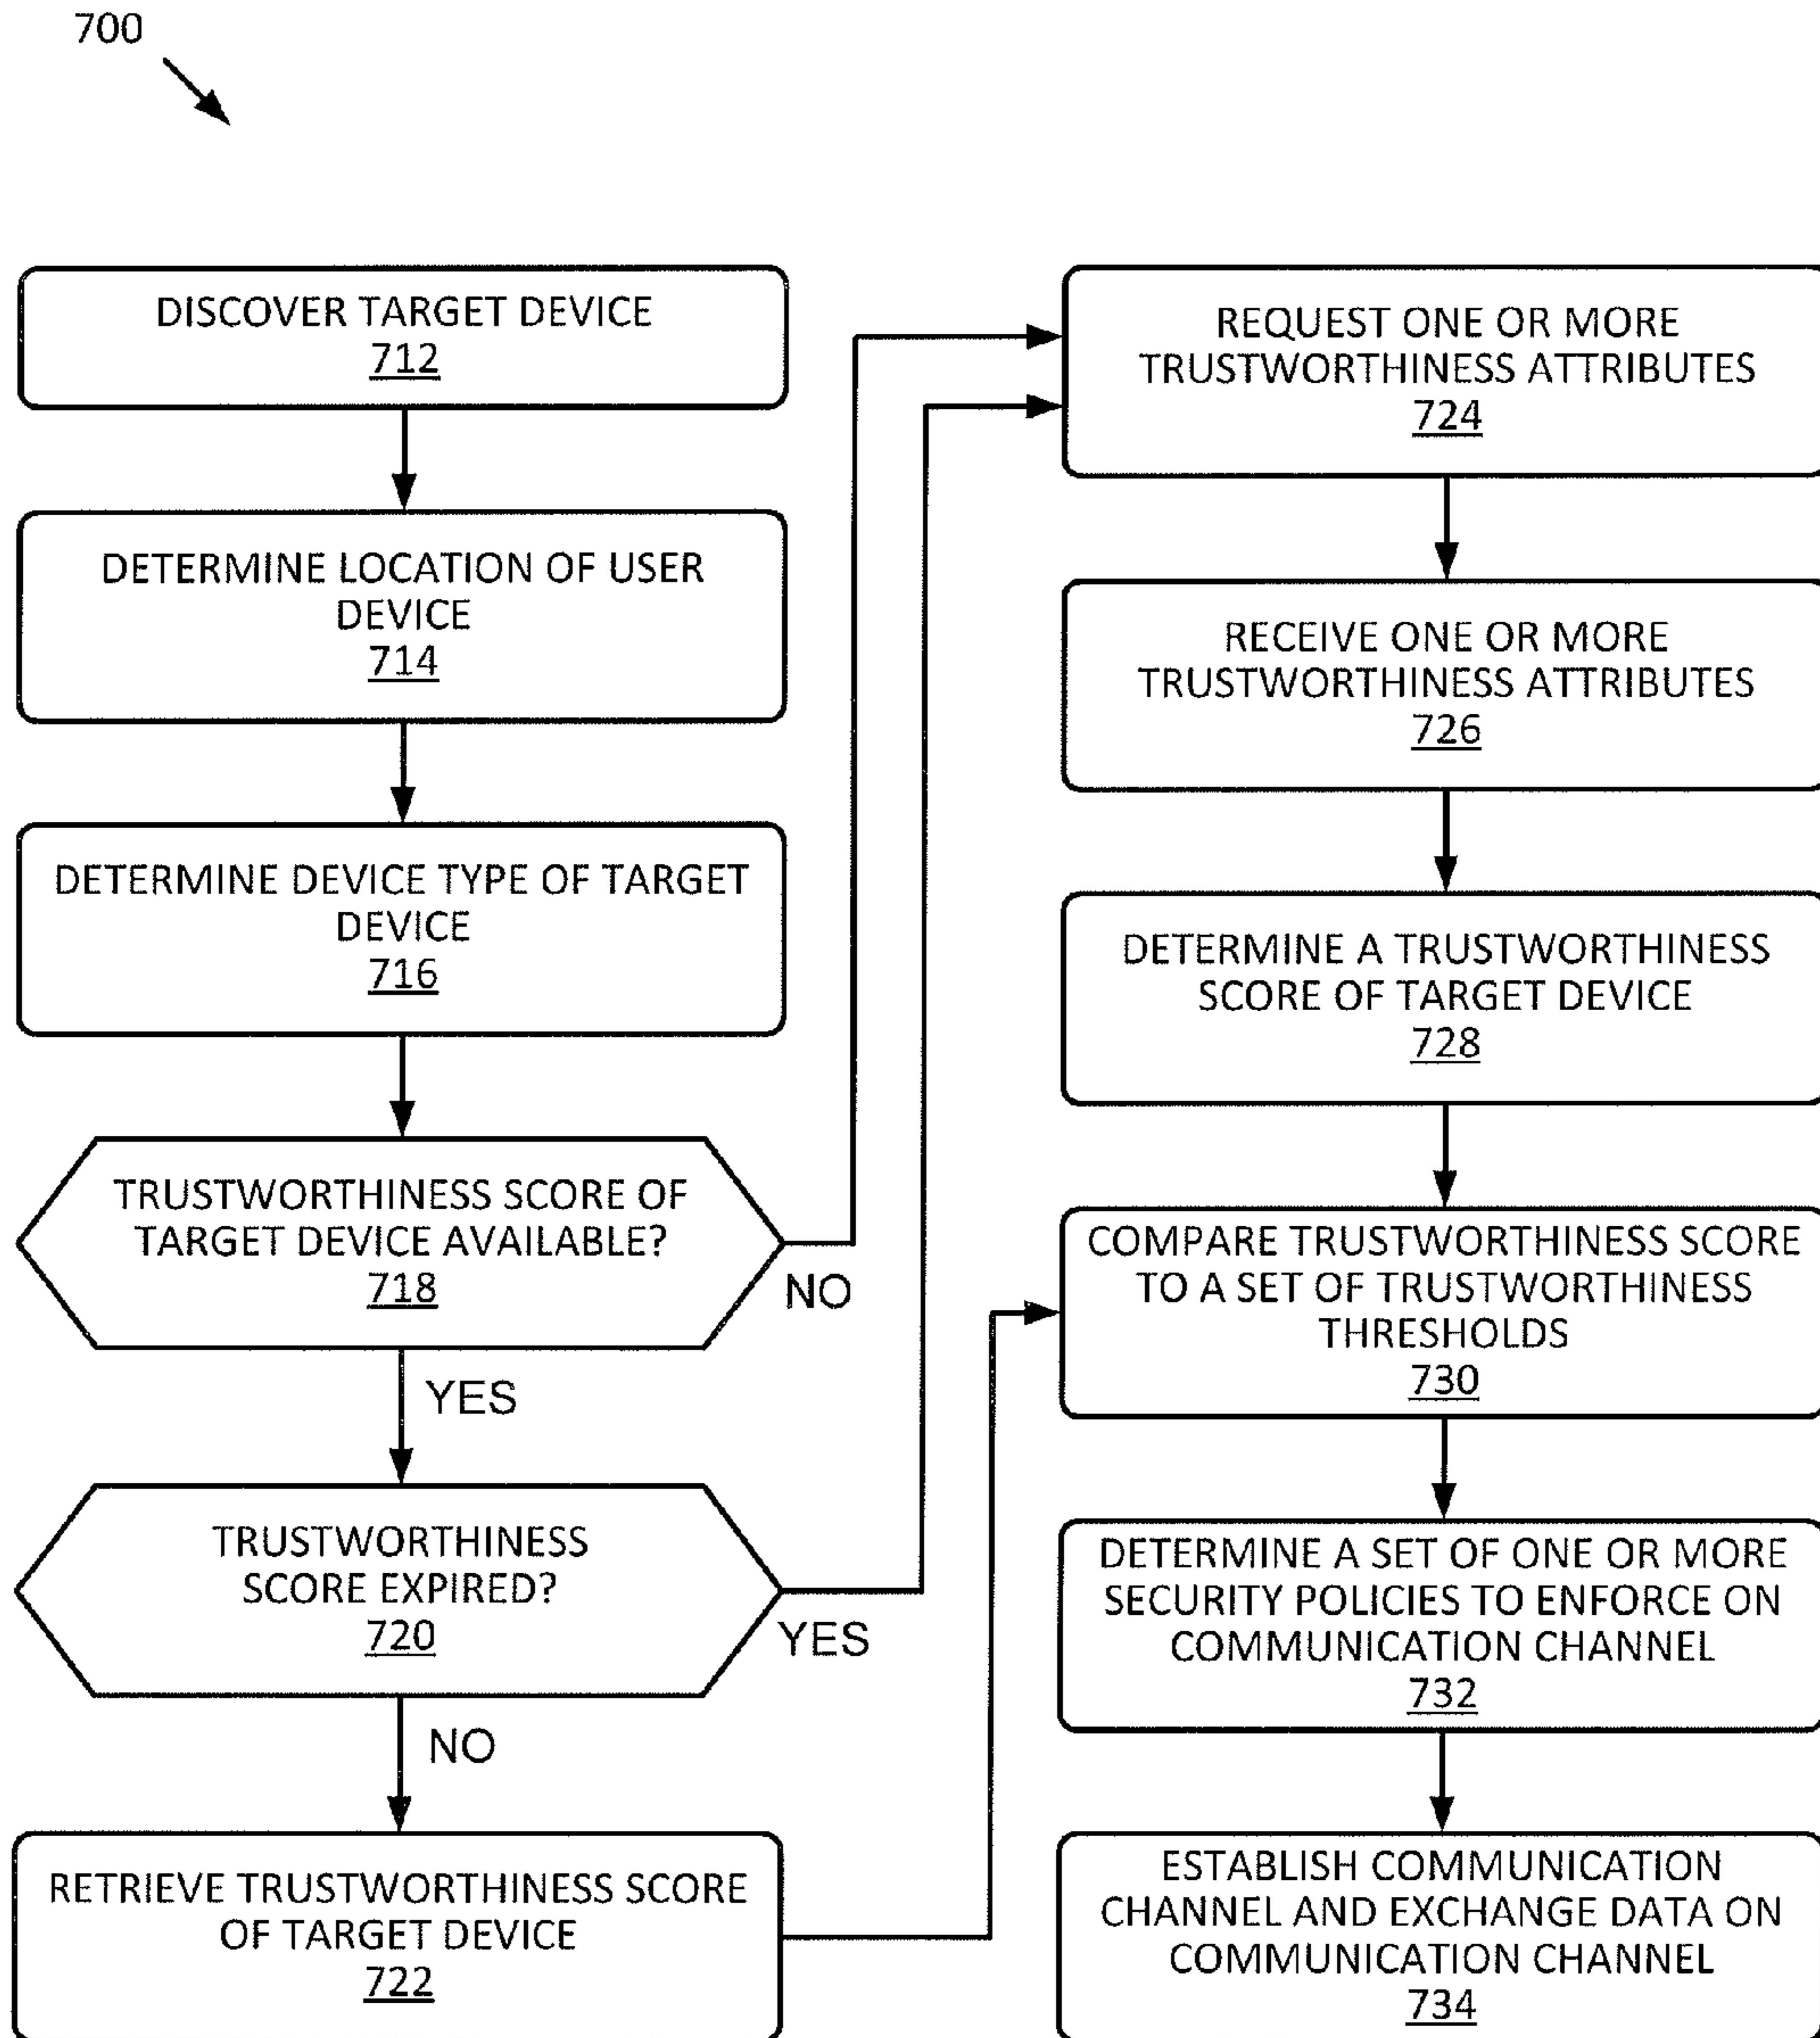 700
DISCOVER TARGET DEVICE
712
DETERMINE LOCATION OF USER
DEVICE
714
DETERMINE DEVICE TYPE OF TARGET
DEVICE
716
TRUSTWORTHINESS SCORE OF
TARGET DEVICE AVAILABLE?
718
NO
YES
TRUSTWORTHINESS
SCORE EXPIRED?
720
YES
NO
RETRIEVE TRUSTWORTHINESS SCORE
OF TARGET DEVICE
722
REQUEST ONE OR MORE
TRUSTWORTHINESS ATTRIBUTES
724
RECEIVE ONE OR MORE
TRUSTWORTHINESS ATTRIBUTES
726
DETERMINE A TRUSTWORTHINESS
SCORE OF TARGET DEVICE
728
COMPARE TRUSTWORTHINESS SCORE
TO A SET OF TRUSTWORTHINESS
THRESHOLDS
730
DETERMINE A SET OF ONE OR MORE
SECURITY POLICIES TO ENFORCE ON
COMMUNICATION CHANNEL
732
ESTABLISH COMMUNICATION
CHANNEL AND EXCHANGE DATA ON
COMMUNICATION CHANNEL
734